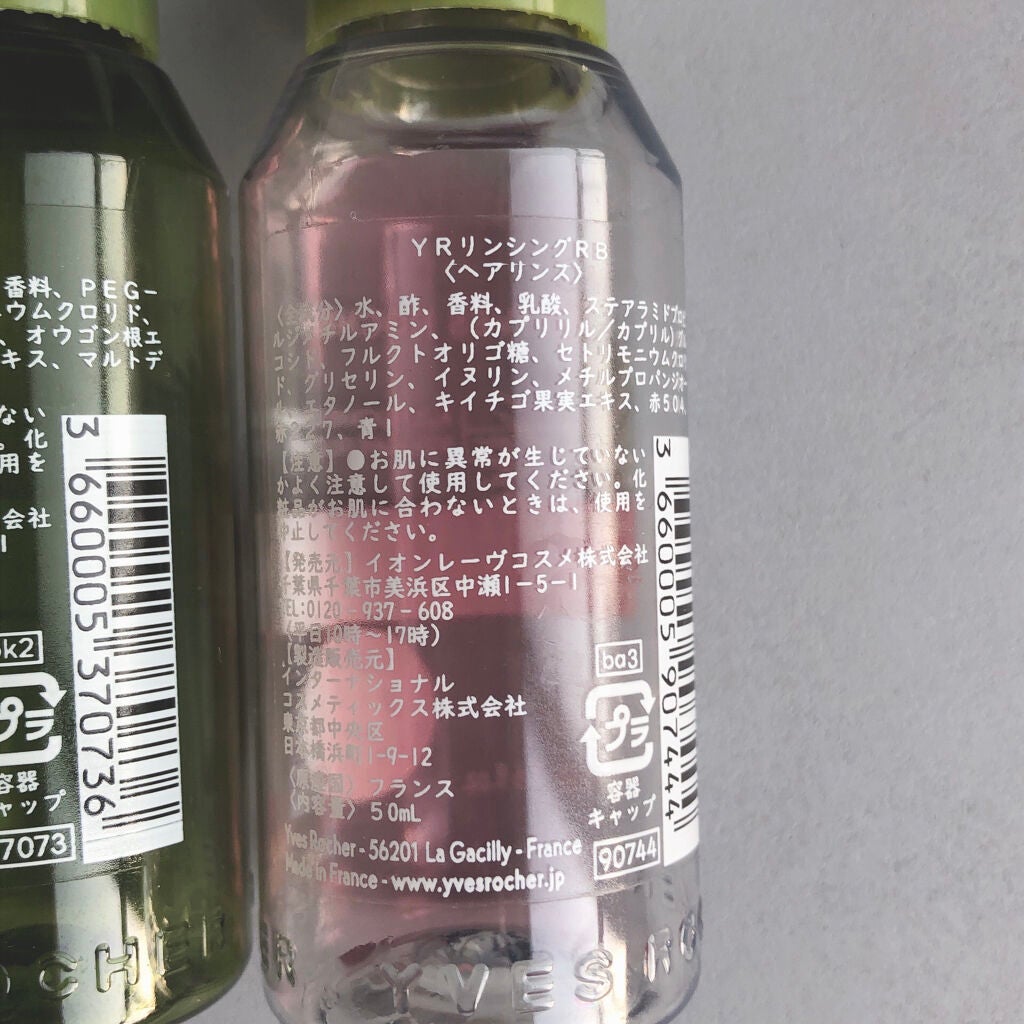 香料、PEG-
ウムクロリド、
、オウゴン根エ
キス、マルトデ
ない
。化
用を
会社
3660005370736
k2
プラ
容器
キャップ
7073
YRリンシングRB
〈ヘアリンス〉
水、酢、香料、乳酸、ステアラミドプロピ
ルジメチルアミン、(カプリリル/カプリル)グル
コシド、フルクトオリゴ糖、セトリモニウムクロリ
ド、グリセリン、イヌリン、メチルプロパンジオー
エタノール、キイチゴ果実エキス、赤504、
赤227、青1
【注意】●お肌に異常が生じていない
かよく注意して使用してください。化
粧品がお肌に合わないときは、使用を
中止してください。
【発売元】イオンレーヴコスメ株式会社
千葉県千葉市美浜区中瀬1-5-1
TEL:0120-937-608
(平日10時〜17時)
【製造販売元】
インターナショナル
コスメティックス株式会社
東京都中央区
日本橋浜町1-9-12
〈原産国〉フランス
〈内容量〉50mL
Yves Rocher - 56201 La Gacilly - France
Made in France - www.yvesrocher.jp
3660005907444
ba3
プラ
容器
キャップ
90744
OCHER
YVES ROC